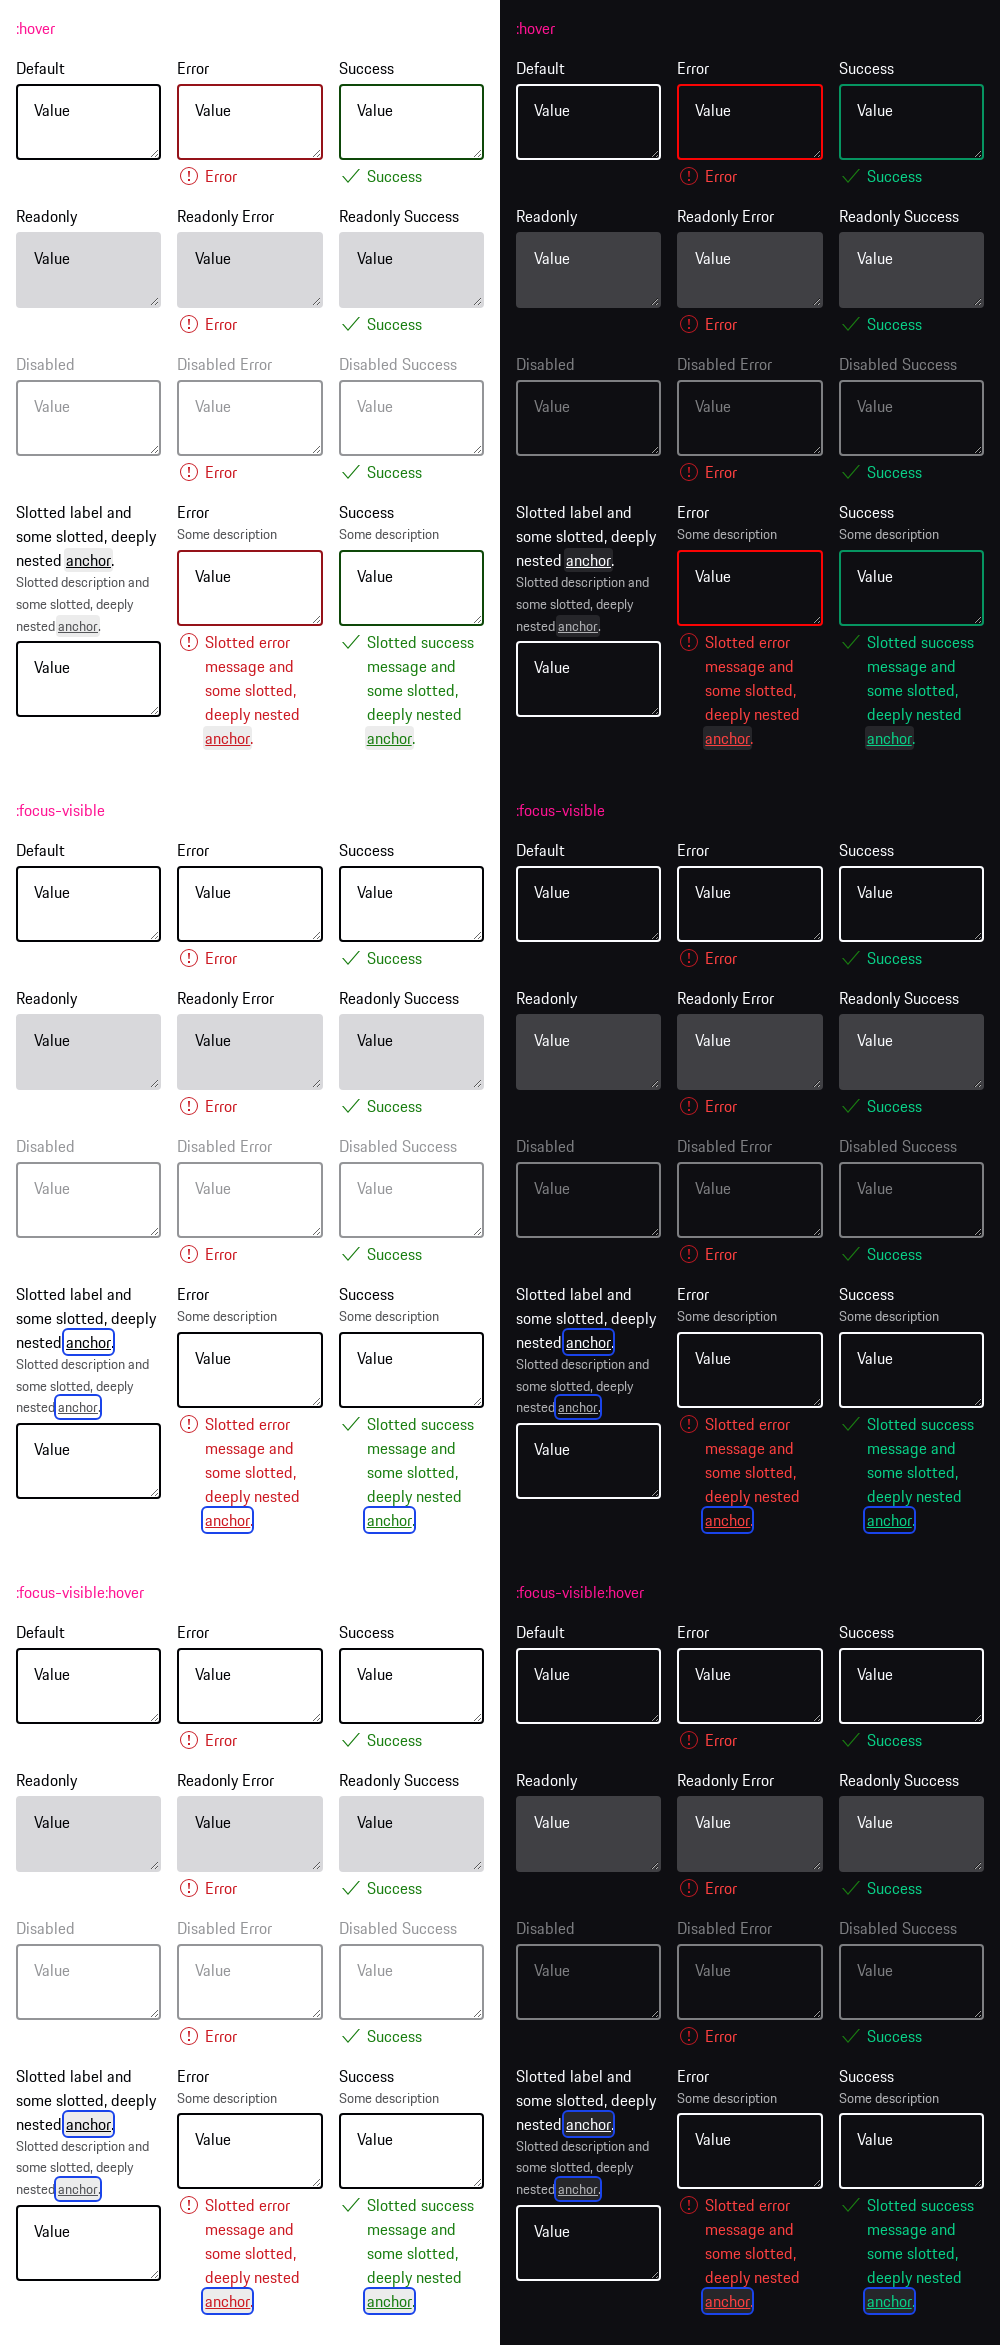 :hover
Default Error Success
Value Value Value
Error Success
Readonly Readonly Error Readonly Success
Value Value Value
Error Success
Disabled Disabled Error Disabled Success
Value Value Value
Error Success
Slotted label and
some slotted, deeply
nested anchor.
Slotted description and
some slotted, deeply
nested anchor.
Value
Error
Some description
Value
Slotted error
message and
some slotted,
deeply nested
anchor.
Success
Some description
Value
Slotted success
message and
some slotted,
deeply nested
anchor.
:focus-visible
Default Error Success
Value Value Value
Error Success
Readonly Readonly Error Readonly Success
Value Value Value
Error Success
Disabled Disabled Error Disabled Success
Value Value Value
Error Success
Slotted label and
some slotted, deeply
nested anchor.
Slotted description and
some slotted, deeply
nested anchor.
Value
Error
Some description
Value
Slotted error
message and
some slotted,
deeply nested
anchor.
Success
Some description
Value
Slotted success
message and
some slotted,
deeply nested
anchor.
:focus-visible:hover
Default Error Success
Value Value Value
Error Success
Readonly Readonly Error Readonly Success
Value Value Value
Error Success
Disabled Disabled Error Disabled Success
Value Value Value
Error Success
Slotted label and
some slotted, deeply
nested anchor.
Slotted description and
some slotted, deeply
nested anchor.
Value
Error
Some description
Value
Slotted error
message and
some slotted,
deeply nested
anchor.
Success
Some description
Value
Slotted success
message and
some slotted,
deeply nested
anchor.
:hover
Default Error Success
Value Value Value
Error Success
Readonly Readonly Error Readonly Success
Value Value Value
Error Success
Disabled Disabled Error Disabled Success
Value Value Value
Error Success
Slotted label and
some slotted, deeply
nested anchor.
Slotted description and
some slotted, deeply
nested anchor.
Value
Error
Some description
Value
Slotted error
message and
some slotted,
deeply nested
anchor.
Success
Some description
Value
Slotted success
message and
some slotted,
deeply nested
anchor.
:focus-visible
Default Error Success
Value Value Value
Error Success
Readonly Readonly Error Readonly Success
Value Value Value
Error Success
Disabled Disabled Error Disabled Success
Value Value Value
Error Success
Slotted label and
some slotted, deeply
nested anchor.
Slotted description and
some slotted, deeply
nested anchor.
Value
Error
Some description
Value
Slotted error
message and
some slotted,
deeply nested
anchor.
Success
Some description
Value
Slotted success
message and
some slotted,
deeply nested
anchor.
:focus-visible:hover
Default Error Success
Value Value Value
Error Success
Readonly Readonly Error Readonly Success
Value Value Value
Error Success
Disabled Disabled Error Disabled Success
Value Value Value
Error Success
Slotted label and
some slotted, deeply
nested anchor.
Slotted description and
some slotted, deeply
nested anchor.
Value
Error
Some description
Value
Slotted error
message and
some slotted,
deeply nested
anchor.
Success
Some description
Value
Slotted success
message and
some slotted,
deeply nested
anchor.